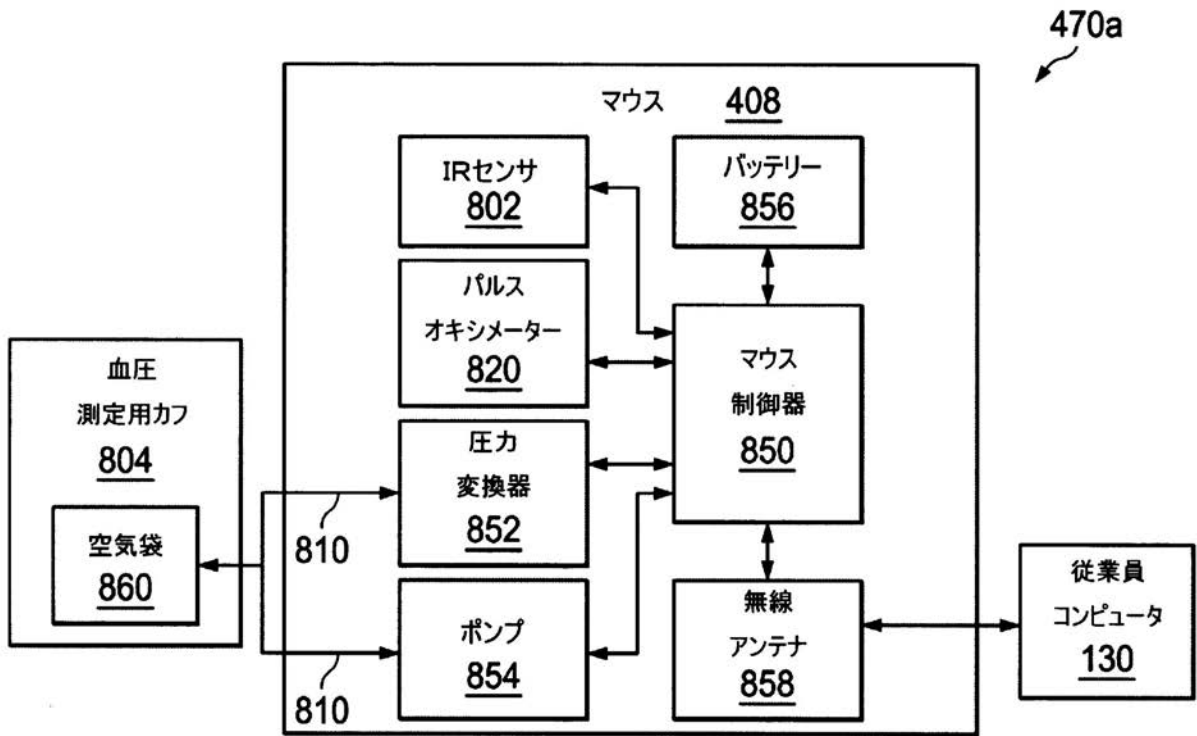 470a
マウス 408
IRセンサ
802
バッテリー
856
パルス
オキシメーター
820
マウス
制御器
850
血圧
測定用カフ
804
空気袋
860
圧力
変換器
852
810
ポンプ
854
810
無線
アンテナ
858
従業員
コンピュータ
130